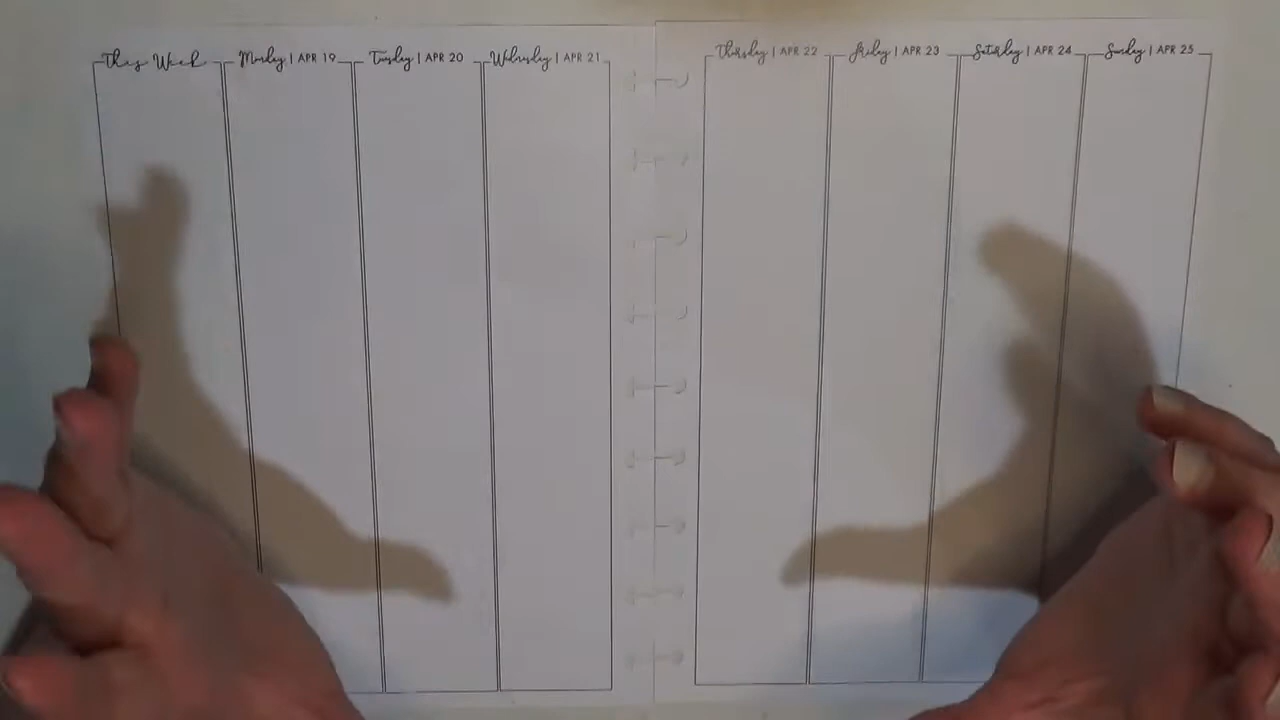 This Week
Monday | APR 19
Tuesday | APR 20
Wednesday | APR 21
Thursday | APR 22
Friday | APR 23
Saturday | APR 24
Sunday | APR 25